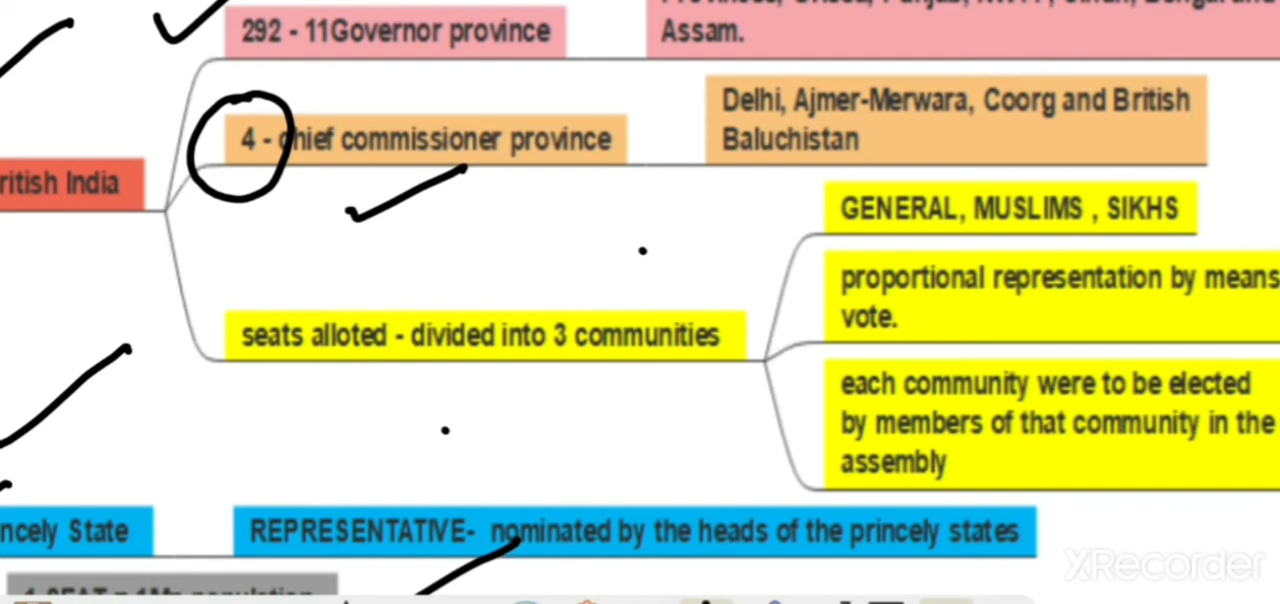 292 - 11Governor province
Assam.
4 - chief commissioner province
Delhi, Ajmer-Merwara, Coorg and British
Baluchistan
ritish India
seats alloted - divided into 3 communities
GENERAL, MUSLIMS , SIKHS
proportional representation by means
vote.
each community were to be elected
by members of that community in the
assembly
ncely State
REPRESENTATIVE- nominated by the heads of the princely states
XRecorder